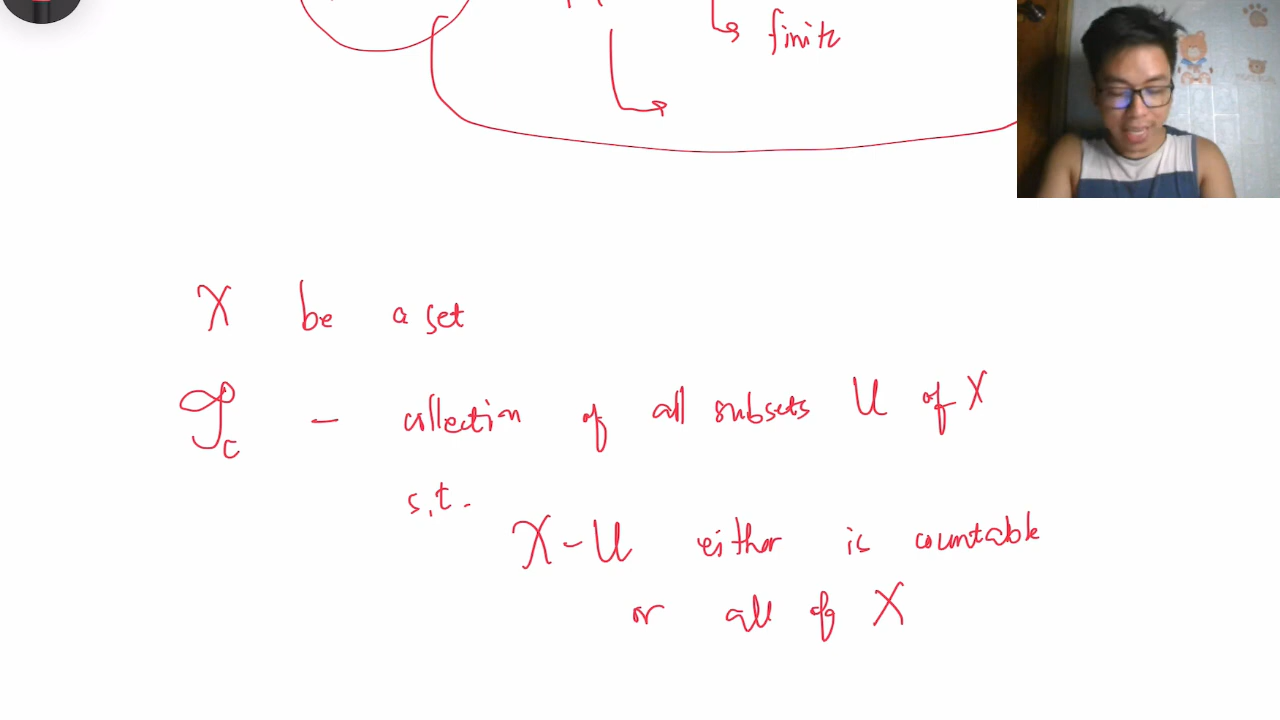 finite
X be a set
𝒯c - collection of all subsets U of X
s.t.
X-U either is countable
or all of X